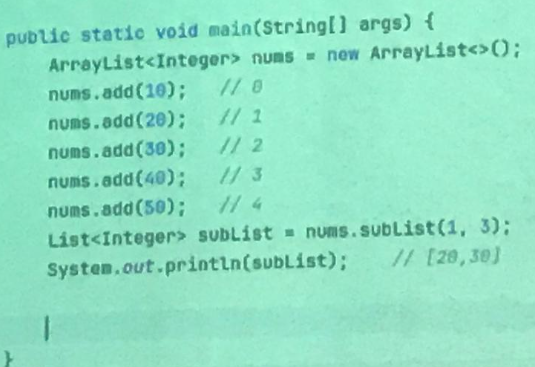 public static void main(String[] args) {
ArrayList<Integer> nums = new ArrayList<>();
nums.add(10); // 0
nums.add(20); // 1
nums.add(30); // 2
nums.add(40); // 3
nums.add(50); // 4
List<Integer> subList = nums.subList(1, 3);
System.out.println(subList); // [20,30]
}